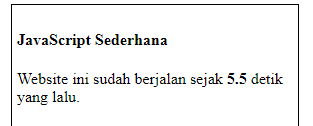 JavaScript Sederhana
Website ini sudah berjalan sejak 5.5 detik
yang lalu.